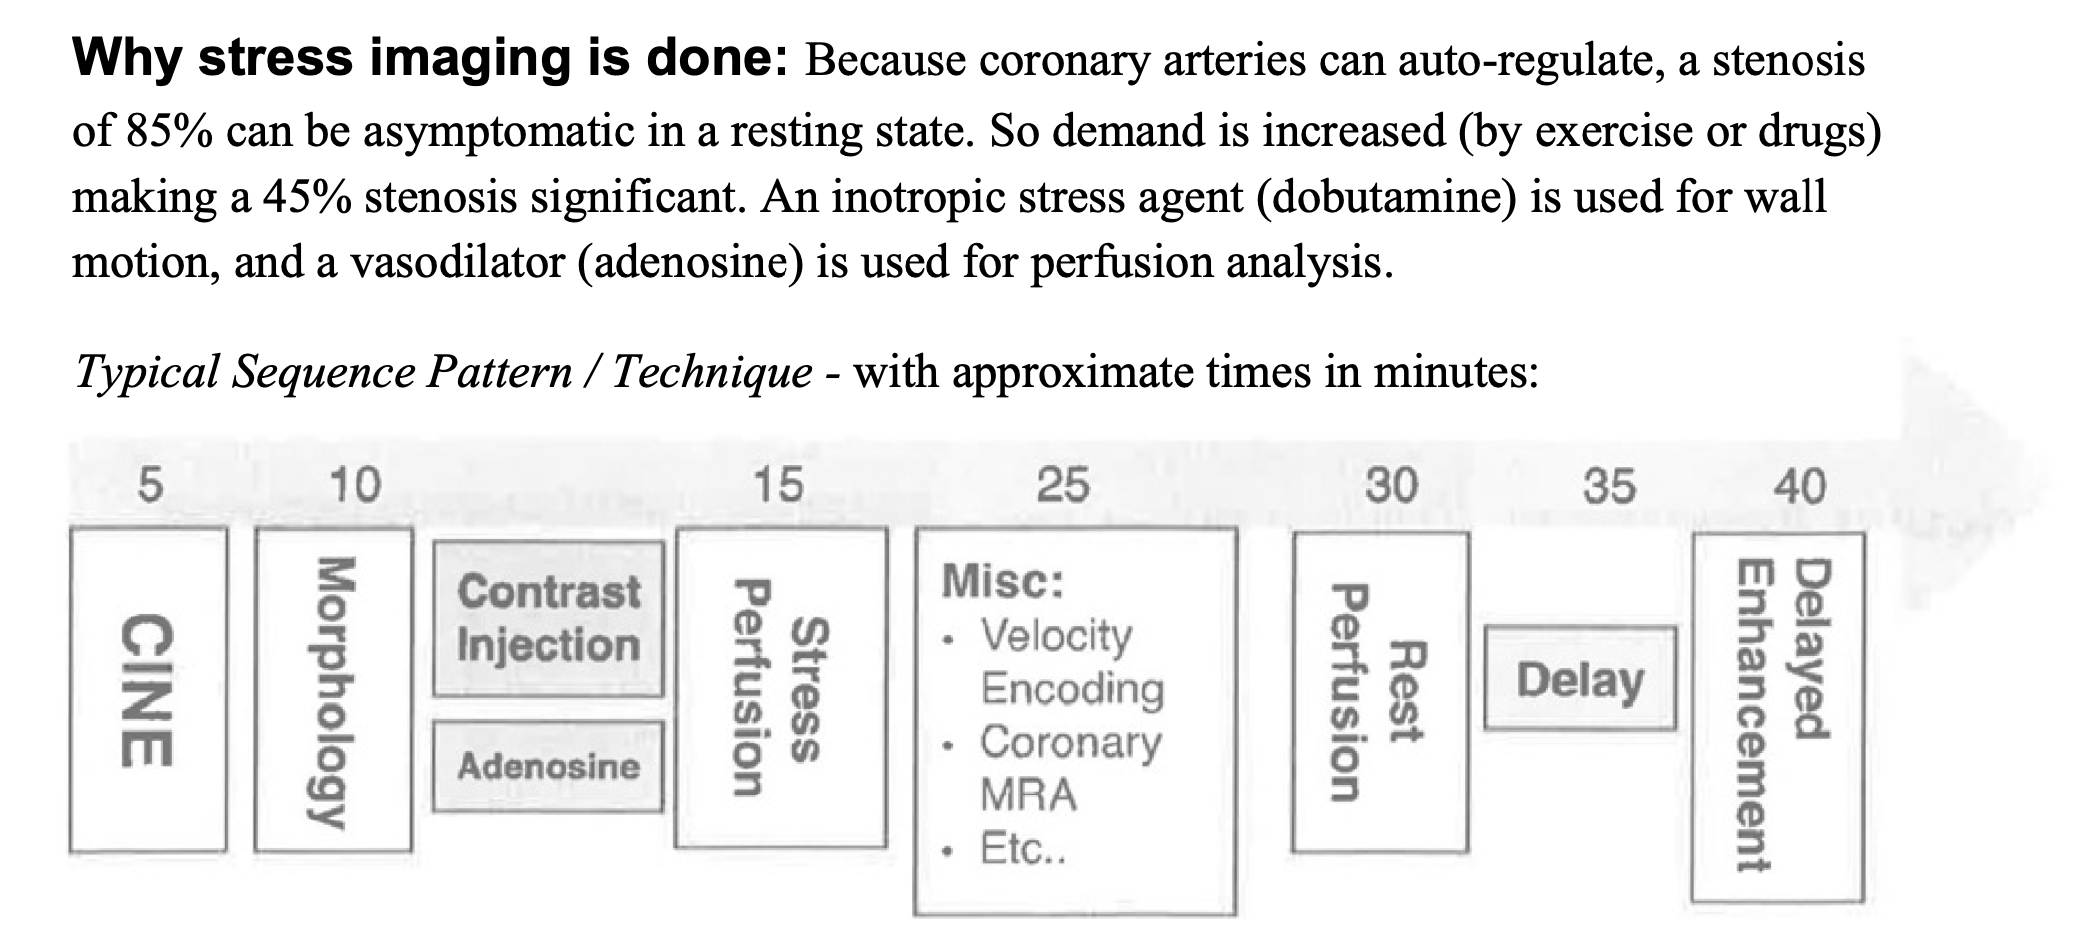 Why stress imaging is done: Because coronary arteries can auto-regulate, a stenosis
of 85% can be asymptomatic in a resting state. So demand is increased (by exercise or drugs)
making a 45% stenosis significant. An inotropic stress agent (dobutamine) is used for wall
motion, and a vasodilator (adenosine) is used for perfusion analysis.
Typical Sequence Pattern / Technique - with approximate times in minutes:
5
10
15
25
30
35
40
CINE
Morphology
Contrast
Injection
Adenosine
Stress
Perfusion
Misc:
• Velocity
Encoding
• Coronary
MRA
• Etc..
Rest
Perfusion
Delay
Delayed
Enhancement